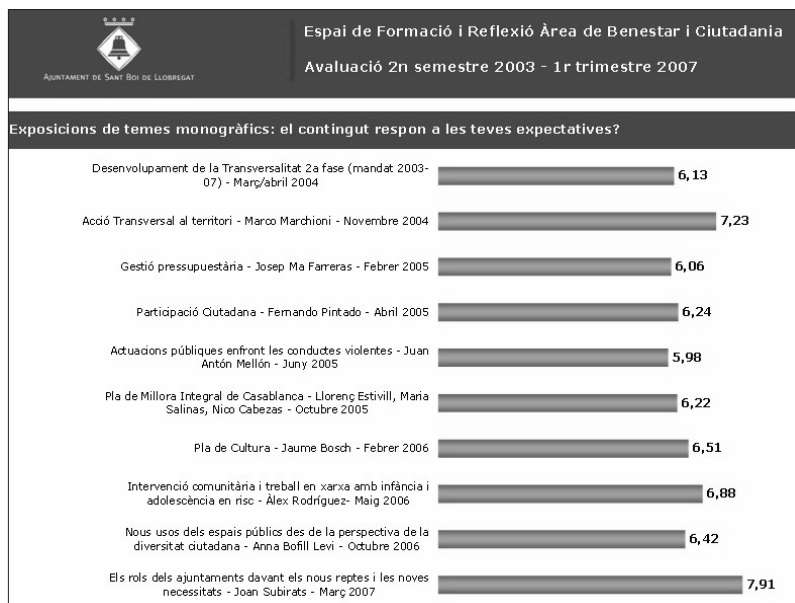 Espai de Formació i Reflexió Àrea de Benestar i Ciutadania
Avaluació 2n semestre 2003 - 1r trimestre 2007
AJUNTAMENT DE SANT BOI DE LLOBREGAT
Exposicions de temes monogràfics: el contingut respon a les teves expectatives?
Desenvolupament de la Transversalitat 2a fase (mandat 2003-
07) - Març/abril 2004
6,13
Acció Transversal al territori - Marco Marchioni - Novembre 2004
7,23
Gestió pressupuestària - Josep Ma Farreras - Febrer 2005
6,06
Participació Ciutadana - Fernando Pintado - Abril 2005
6,24
Actuacions públiques enfront les conductes violentes - Juan
Antón Mellón - Juny 2005
5,98
Pla de Millora Integral de Casablanca - Llorenç Estivill, Maria
Salinas, Nico Cabezas - Octubre 2005
6,22
Pla de Cultura - Jaume Bosch - Febrer 2006
6,51
Intervenció comunitària i treball en xarxa amb infància i
adolescència en risc - Àlex Rodríguez- Maig 2006
6,88
Nous usos dels espais públics des de la perspectiva de la
diversitat ciutadana - Anna Bofill Levi - Octubre 2006
6,42
Els rols dels ajuntaments davant els nous reptes i les noves
necessitats - Joan Subirats - Març 2007
7,91